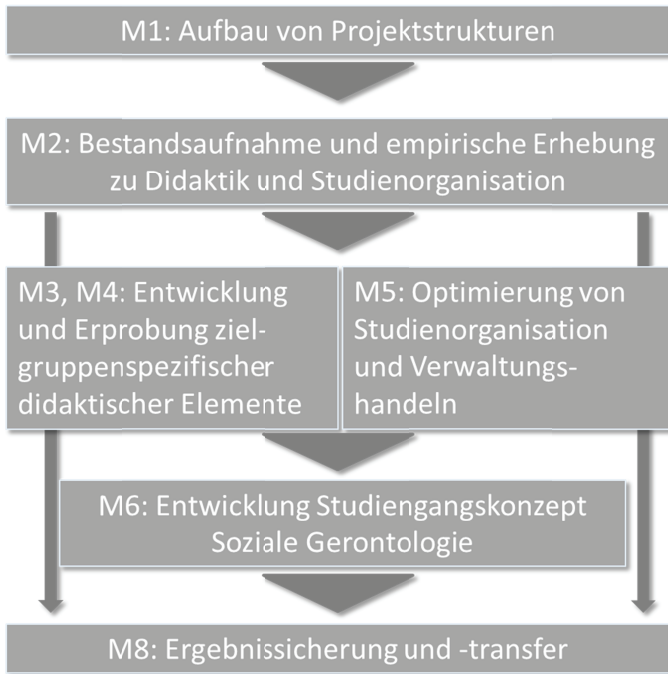 M1: Aufbau von Projektstrukturen
M2: Bestandsaufnahme und empirische Erhebung
zu Didaktik und Studienorganisation
M3, M4: Entwicklung
und Erprobung ziel-
gruppenspezifischer
didaktischer Elemente
M5: Optimierung von
Studienorganisation
und Verwaltungs-
handeln
M6: Entwicklung Studiengangskonzept
Soziale Gerontologie
M8: Ergebnissicherung und -transfer